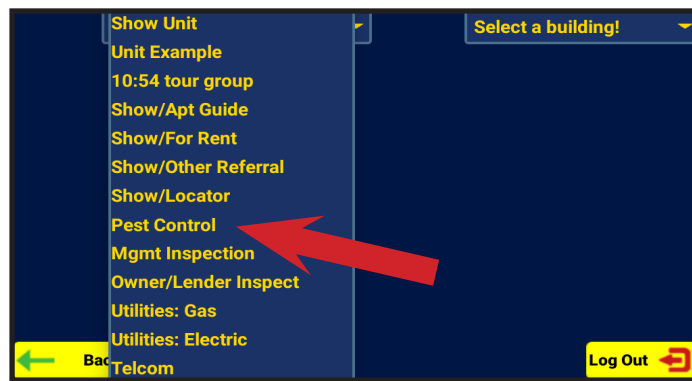 Show Unit
Select a building!
Unit Example
10:54 tour group
Show/Apt Guide
Show/For Rent
Show/Other Referral
Show/Locator
Pest Control
Mgmt Inspection
Owner/Lender Inspect
Utilities: Gas
Utilities: Electric
Bac
Log Out
Telcom